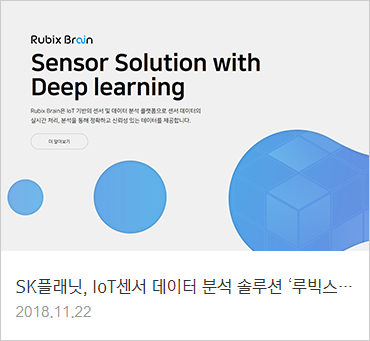 Rubix Brain
Sensor Solution with
Deep learning
Rubix Brain은 IoT 기반의 센서 및 데이터 분석 플랫폼으로 센서 데이터의
실시간 처리, 분석을 통해 정확하고 신뢰성 있는 데이터를 제공합니다.
더 알아보기
SK플래닛, IoT센서 데이터 분석 솔루션 ‘루빅스…
2018.11.22